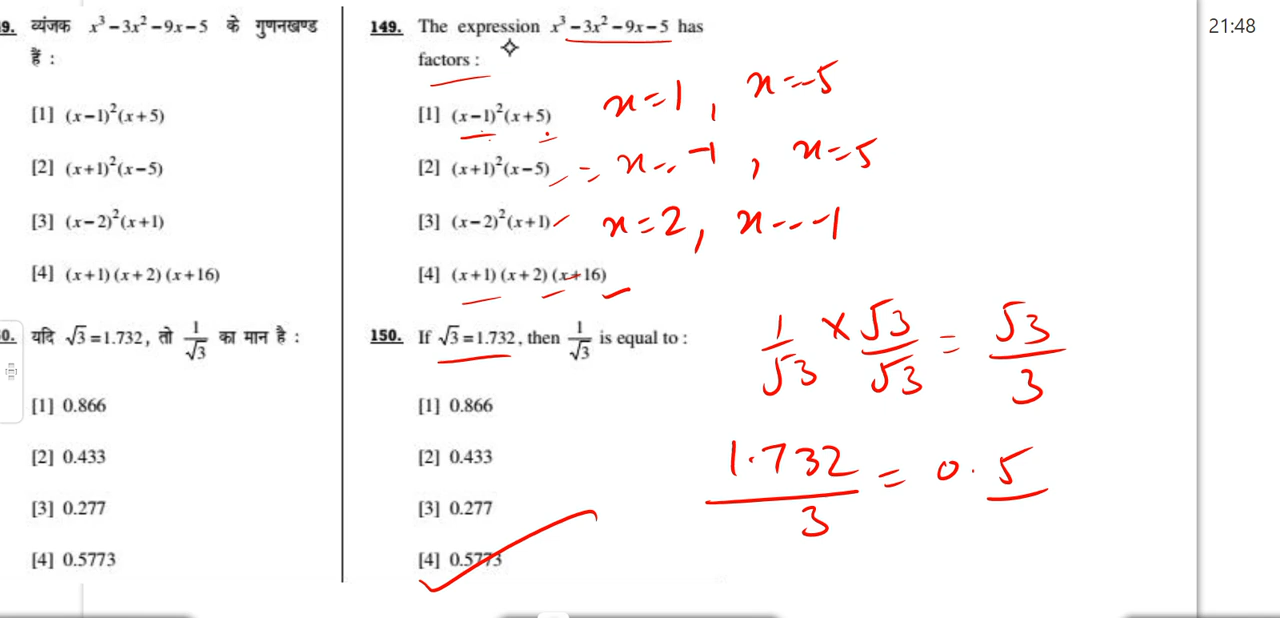 9. व्यंजक x³−3x²−9x−5 के गुणनखण्ड
हैं :
[1] (x−1)²(x+5)
[2] (x+1)²(x−5)
[3] (x−2)²(x+1)
[4] (x+1) (x+2) (x+16)
0. यदि √3=1.732, तो 1/√3 का मान है :
[1] 0.866
[2] 0.433
[3] 0.277
[4] 0.5773
149. The expression x³−3x²−9x−5 has
factors :
[1] (x−1)²(x+5) x=1, x=-5
[2] (x+1)²(x−5) = x=-1, x=5
[3] (x−2)²(x+1) x=2, x=-1
[4] (x+1) (x+2) (x+16)
150. If √3=1.732, then 1/√3 is equal to :
[1] 0.866
[2] 0.433
[3] 0.277
[4] 0.5773
1/√3 × √3/√3 = √3/3
1.732/3 = 0.5
21:48